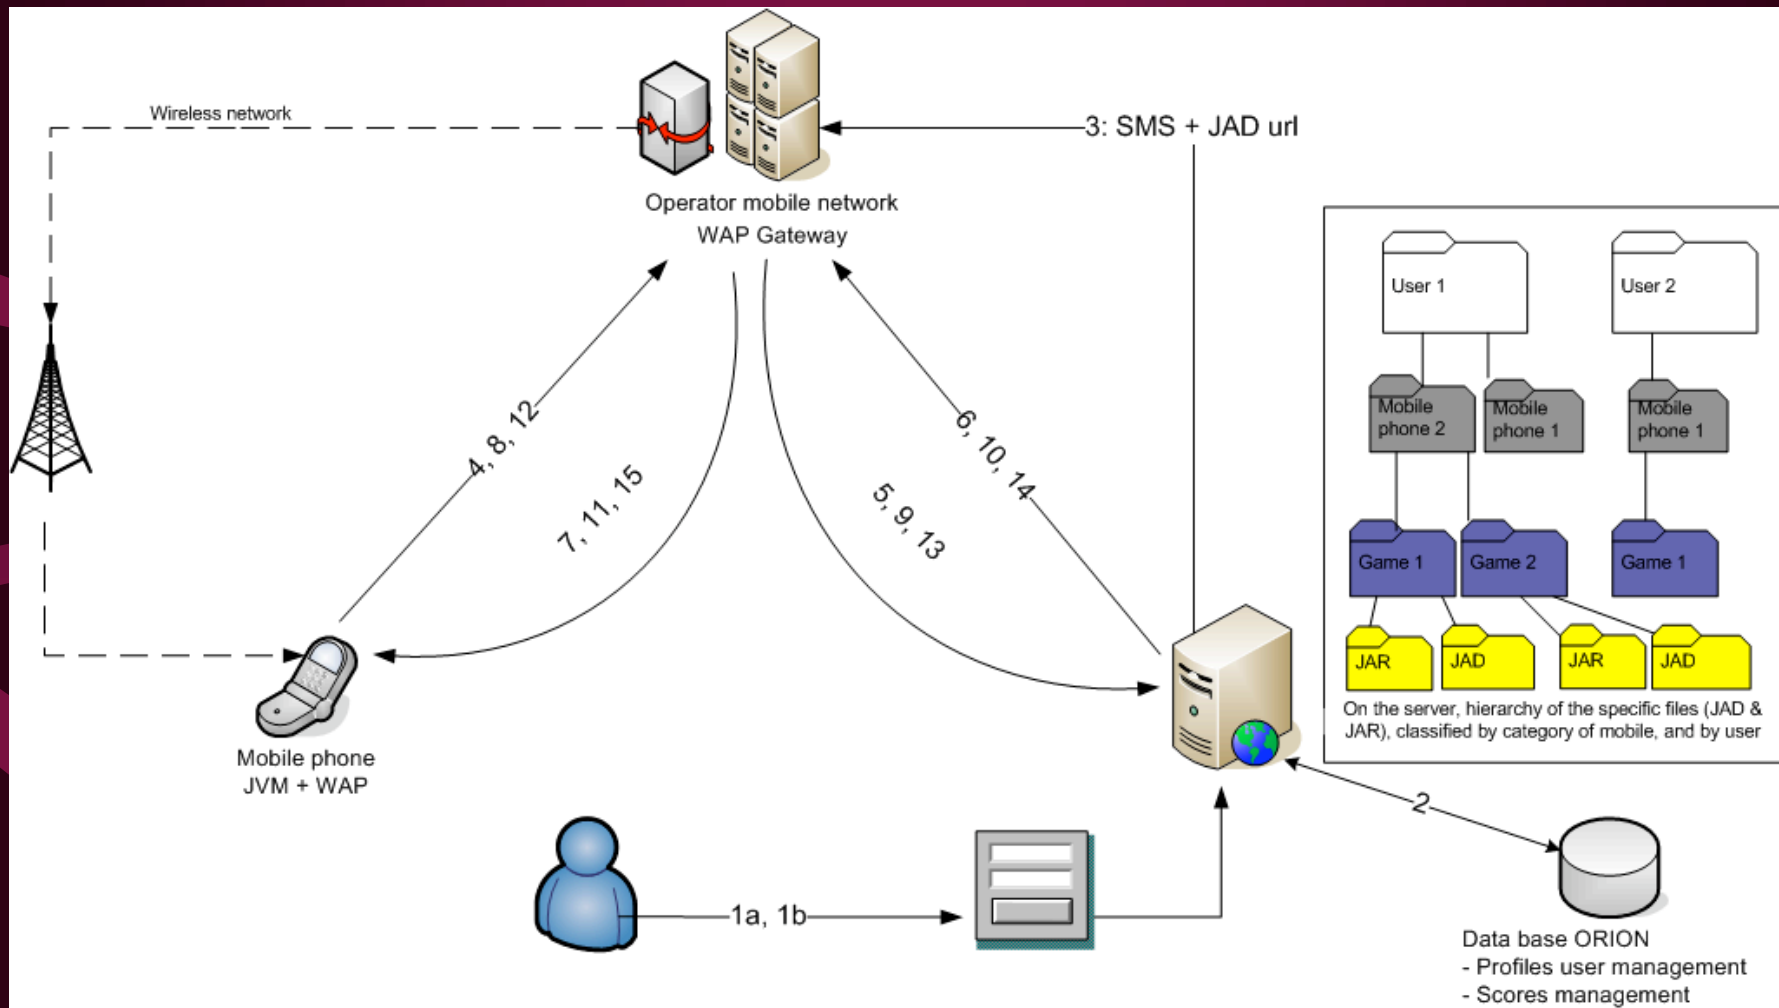 Wireless network
3: SMS + JAD url
Operator mobile network
WAP Gateway
User 1
User 2
Mobile
phone 2
Mobile
phone 1
Mobile
phone 1
4, 8, 12
7, 11, 15
5, 9, 13
6, 10, 14
Game 1
Game 2
Game 1
JAR
JAD
JAR
JAD
On the server, hierarchy of the specific files (JAD &
JAR), classified by category of mobile, and by user
Mobile phone
JVM + WAP
2
1a, 1b
Data base ORION
- Profiles user management
- Scores management